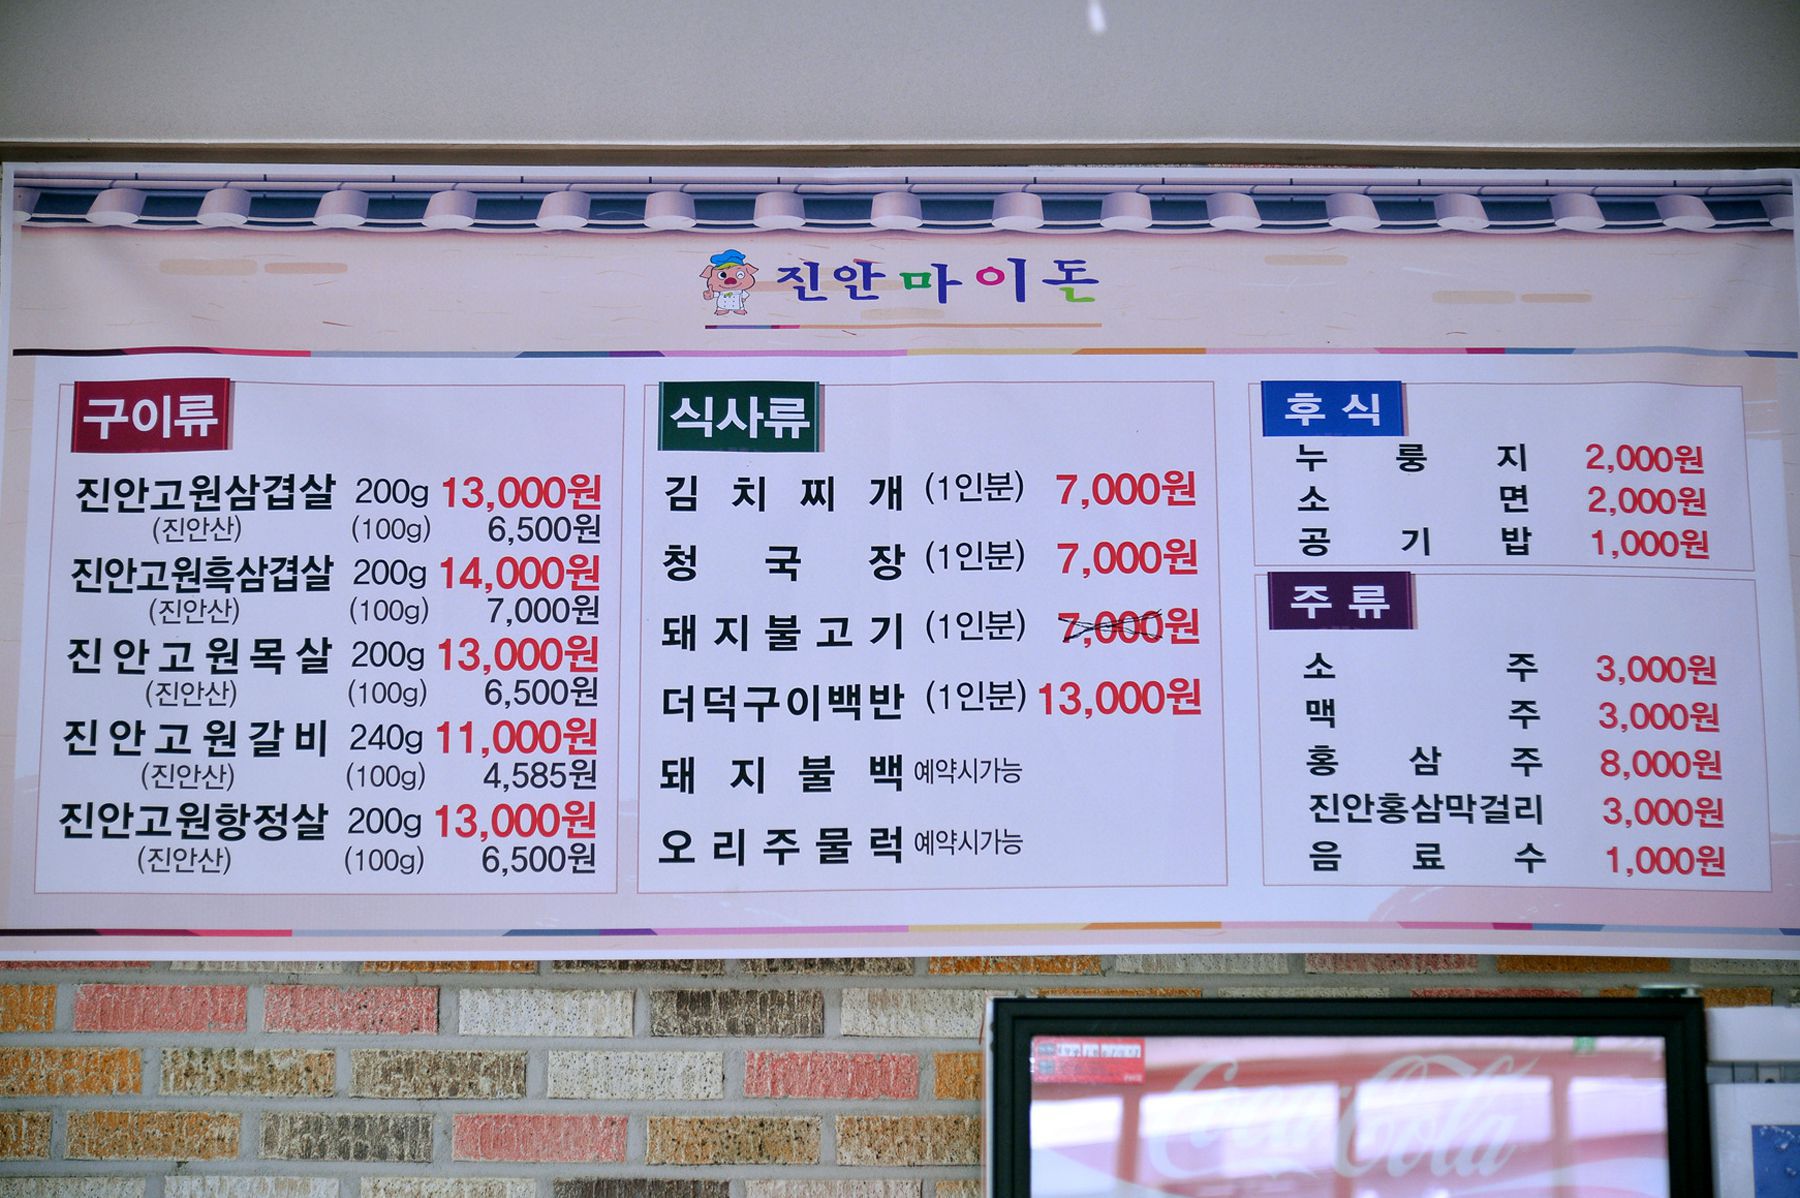 진안마이돈
구이류
진안고원삼겹살 200g 13,000원
(진안산) (100g) 6,500원
진안고원흑삼겹살 200g 14,000원
(진안산) (100g) 7,000원
진안고원목살 200g 13,000원
(진안산) (100g) 6,500원
진안고원갈비 240g 11,000원
(진안산) (100g) 4,585원
진안고원항정살 200g 13,000원
(진안산) (100g) 6,500원
식사류
김치찌개 (1인분) 7,000원
청국장 (1인분) 7,000원
돼지불고기 (1인분) 7,000원
더덕구이백반 (1인분) 13,000원
돼지불백 예약시가능
오리주물럭 예약시가능
후식
누룽지 2,000원
소면 2,000원
공기밥 1,000원
주류
소주 3,000원
맥주 3,000원
홍삼주 8,000원
진안홍삼막걸리 3,000원
음료수 1,000원
Coca-Cola